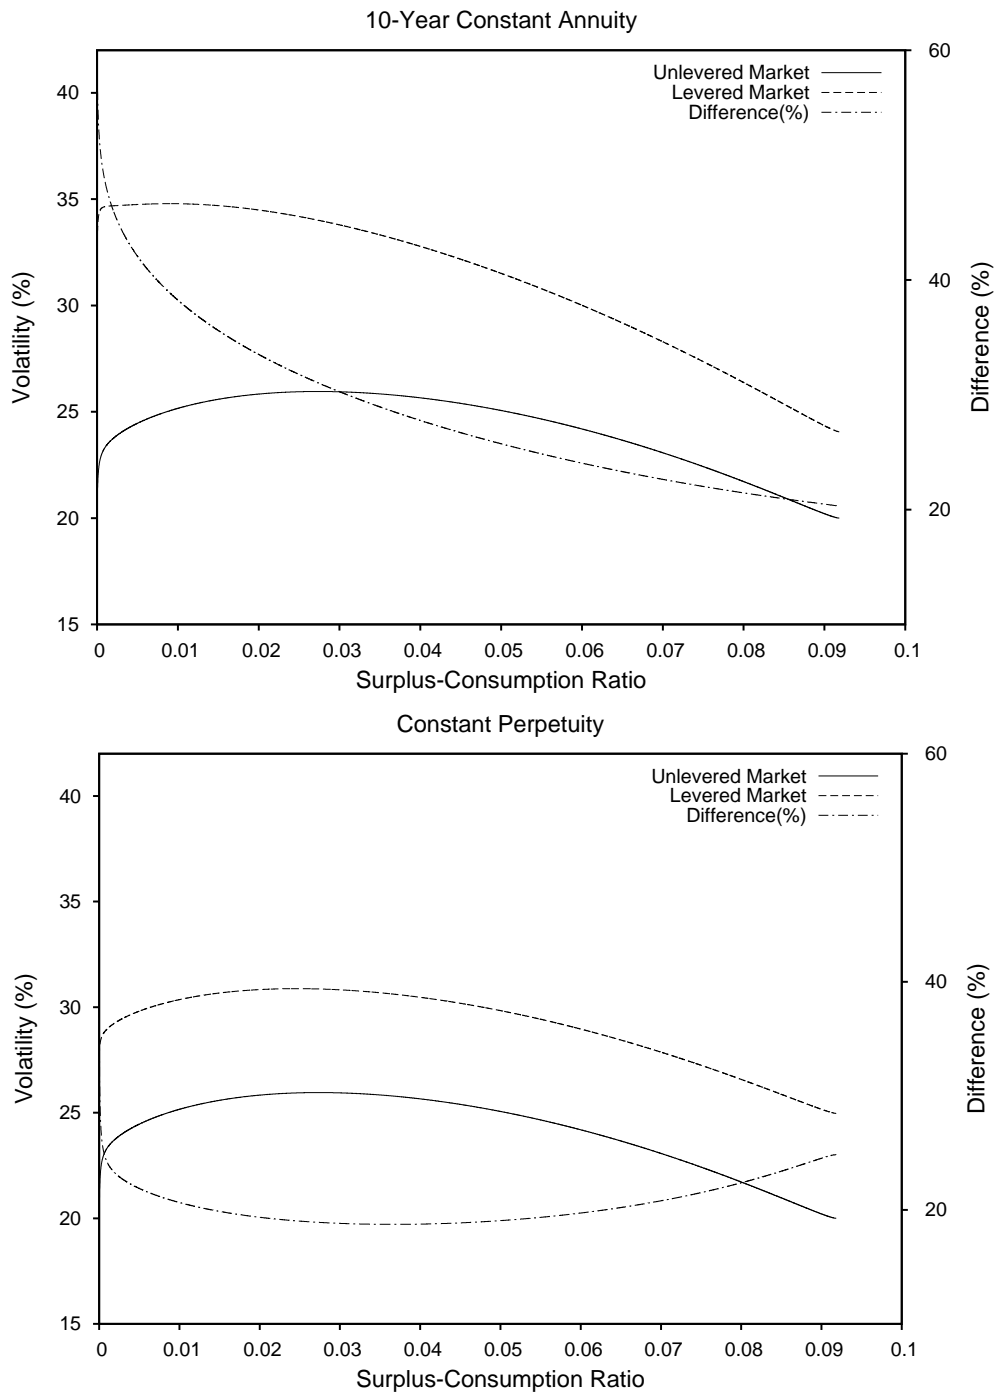 10-Year Constant Annuity
60
Unlevered Market
Levered Market
Difference(%)
40
35
30
25
20
15
40
20
Volatility (%)
Difference (%)
0 0.01 0.02 0.03 0.04 0.05 0.06 0.07 0.08 0.09 0.1
Surplus-Consumption Ratio
Constant Perpetuity
60
Unlevered Market
Levered Market
Difference(%)
40
35
30
25
20
15
40
20
Volatility (%)
Difference (%)
0 0.01 0.02 0.03 0.04 0.05 0.06 0.07 0.08 0.09 0.1
Surplus-Consumption Ratio